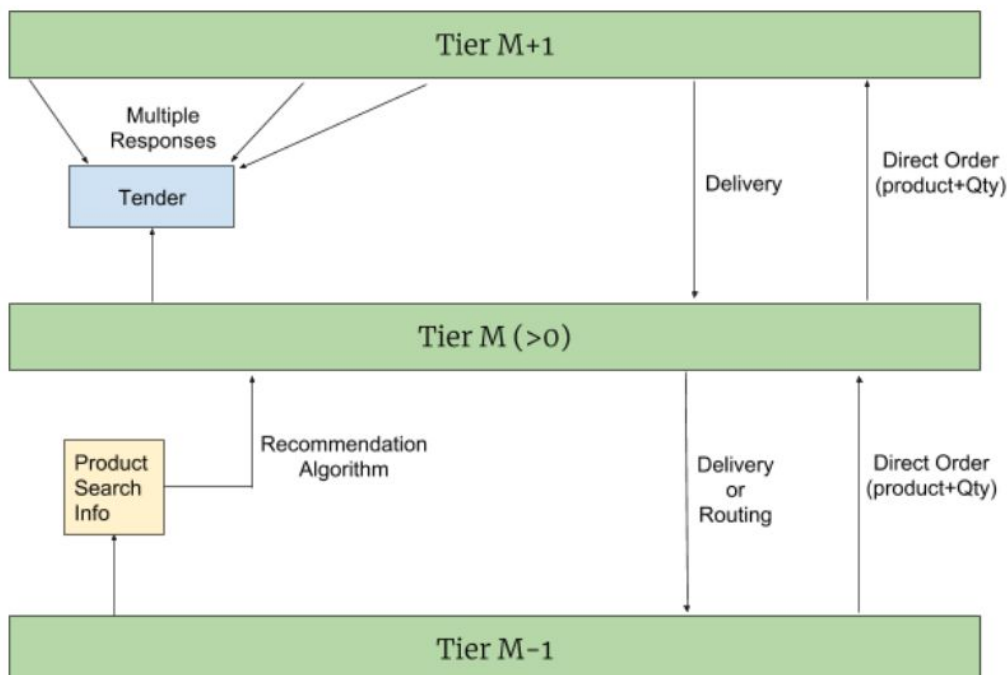 Tier M+1
Multiple
Responses
Tender
Delivery
Direct Order
(product+Qty)
Tier M (>0)
Product
Search
Info
Recommendation
Algorithm
Delivery
or
Routing
Direct Order
(product+Qty)
Tier M-1